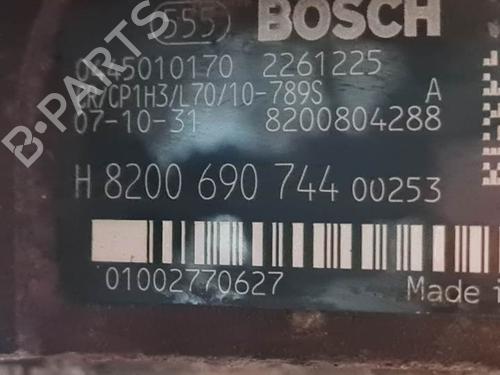 555 BOSCH
0445010170 2261225
CR/CP1H3/L70/10-789S A
07-10-31 8200804288
H 8200 690 744 00253
01002770627 Made i
B-PARTS